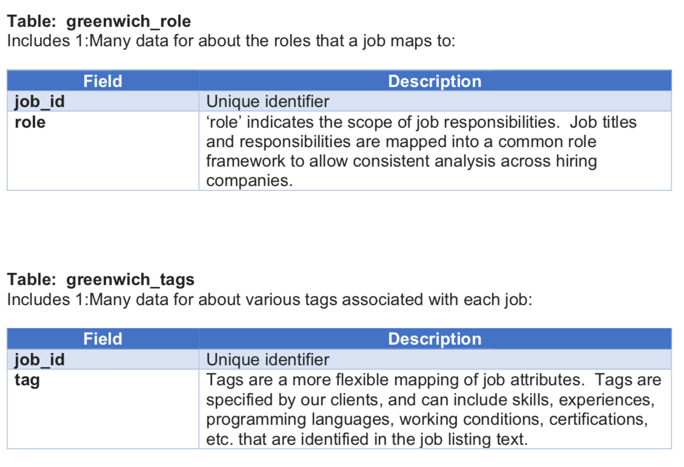 Table:  greenwich_role
Includes 1:Many data for about the roles that a job maps to:
Field Description
job_id Unique identifier
role ‘role’ indicates the scope of job responsibilities.  Job titles
and responsibilities are mapped into a common role
framework to allow consistent analysis across hiring
companies.
Table:  greenwich_tags
Includes 1:Many data for about various tags associated with each job:
Field Description
job_id Unique identifier
tag Tags are a more flexible mapping of job attributes.  Tags are
specified by our clients, and can include skills, experiences,
programming languages, working conditions, certifications,
etc. that are identified in the job listing text.